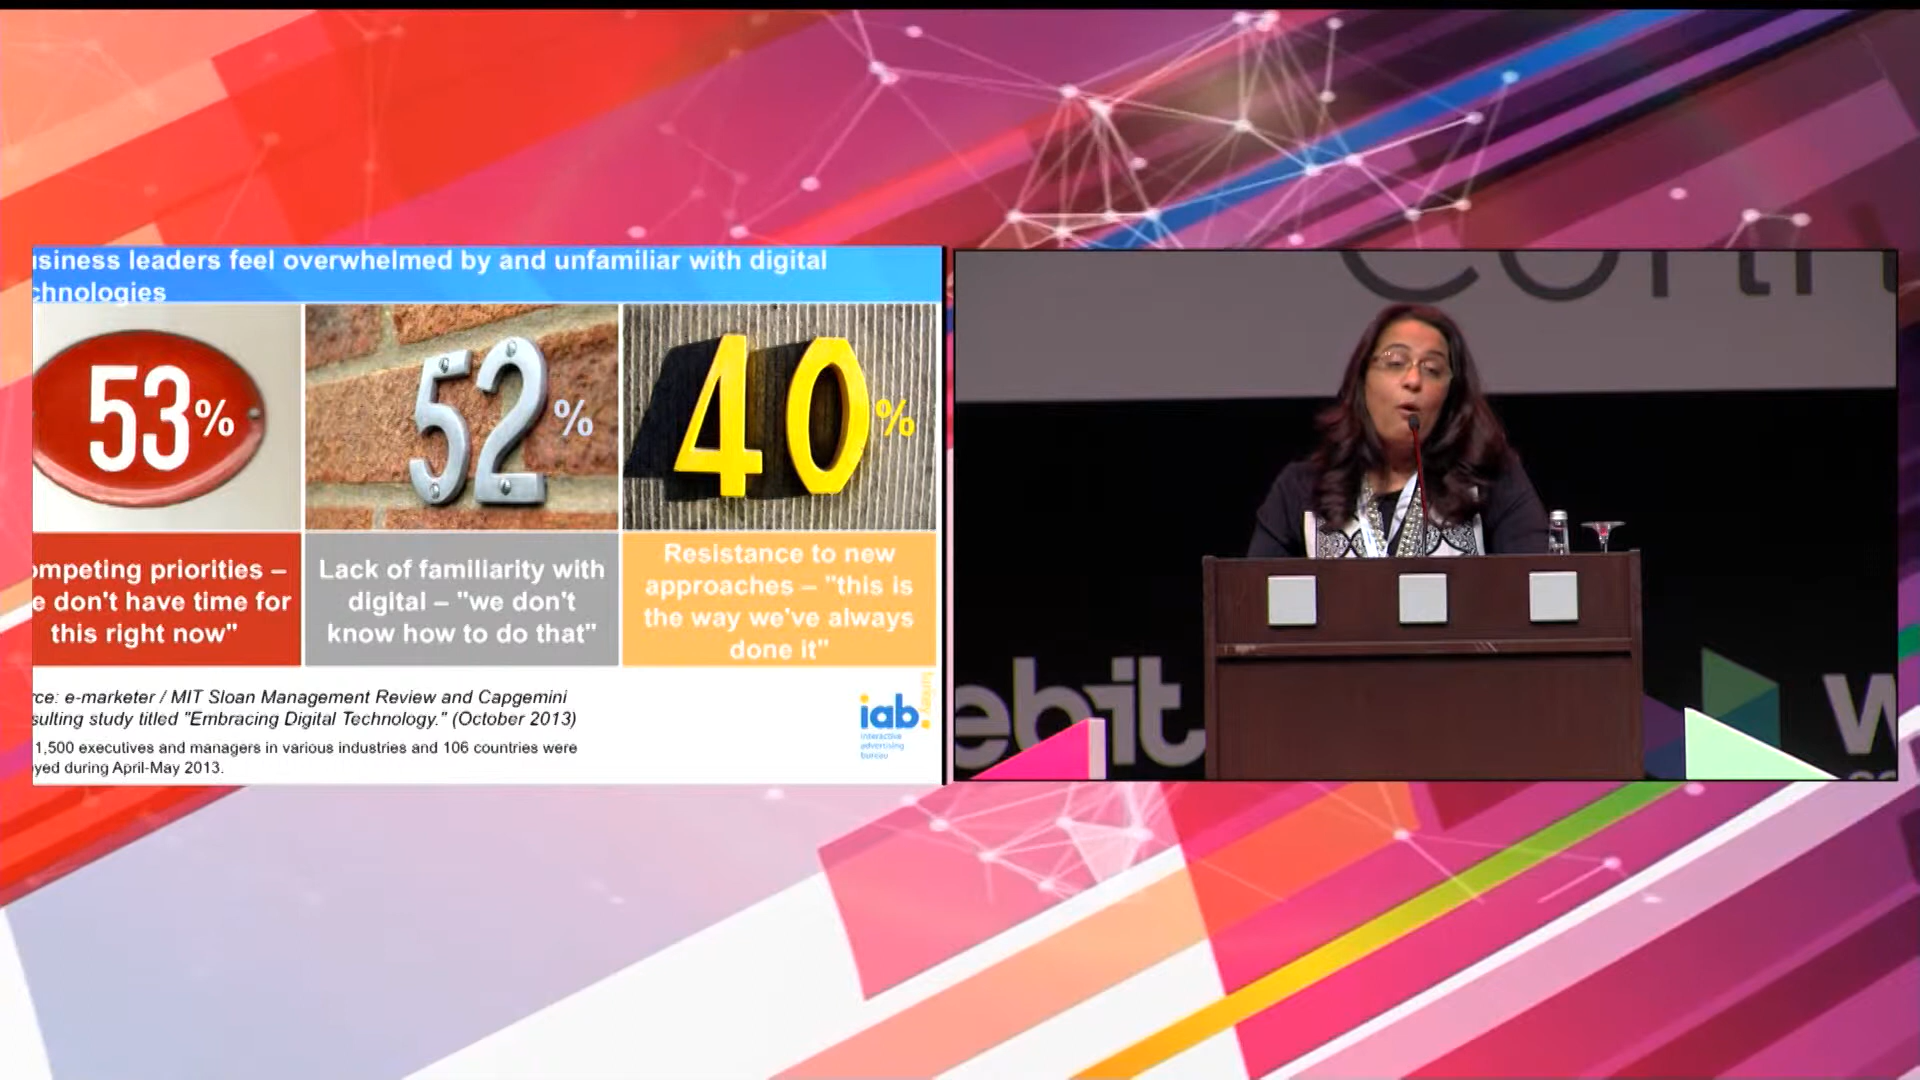 usiness leaders feel overwhelmed by and unfamiliar with digital
chnologies
53%
52 %
40 %
ompeting priorities –
e don't have time for
this right now"
Lack of familiarity with
digital – "we don't
know how to do that"
Resistance to new
approaches – "this is
the way we've always
done it"
rce: e-marketer / MIT Sloan Management Review and Capgemini
sulting study titled "Embracing Digital Technology." (October 2013)
1,500 executives and managers in various industries and 106 countries were
yed during April-May 2013.
iab.
turkey
interactive
advertising
bureau
ebit
W